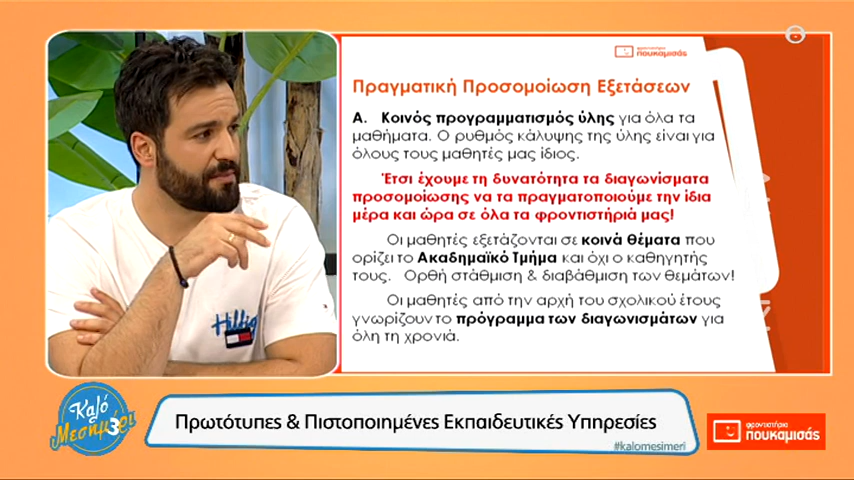 φροντιστήρια
πουκαμισάς
Πραγματική Προσομοίωση Εξετάσεων
Α. Κοινός προγραμματισμός ύλης για όλα τα
μαθήματα. Ο ρυθμός κάλυψης της ύλης είναι για
όλους τους μαθητές μας ίδιος.
Έτσι έχουμε τη δυνατότητα τα διαγωνίσματα
προσομοίωσης να τα πραγματοποιούμε την ίδια
μέρα και ώρα σε όλα τα φροντιστήριά μας!
Οι μαθητές εξετάζονται σε κοινά θέματα που
ορίζει το Ακαδημαϊκό Τμήμα και όχι ο καθηγητής
τους. Ορθή στάθμιση & διαβάθμιση των θεμάτων!
Οι μαθητές από την αρχή του σχολικού έτους
γνωρίζουν το πρόγραμμα των διαγωνισμάτων για
όλη τη χρονιά.
Hilfig
Καλό
Μεσημ3ρι
Πρωτότυπες & Πιστοποιημένες Εκπαιδευτικές Υπηρεσίες
#kalomesimeri
φροντιστήρια
πουκαμισάς